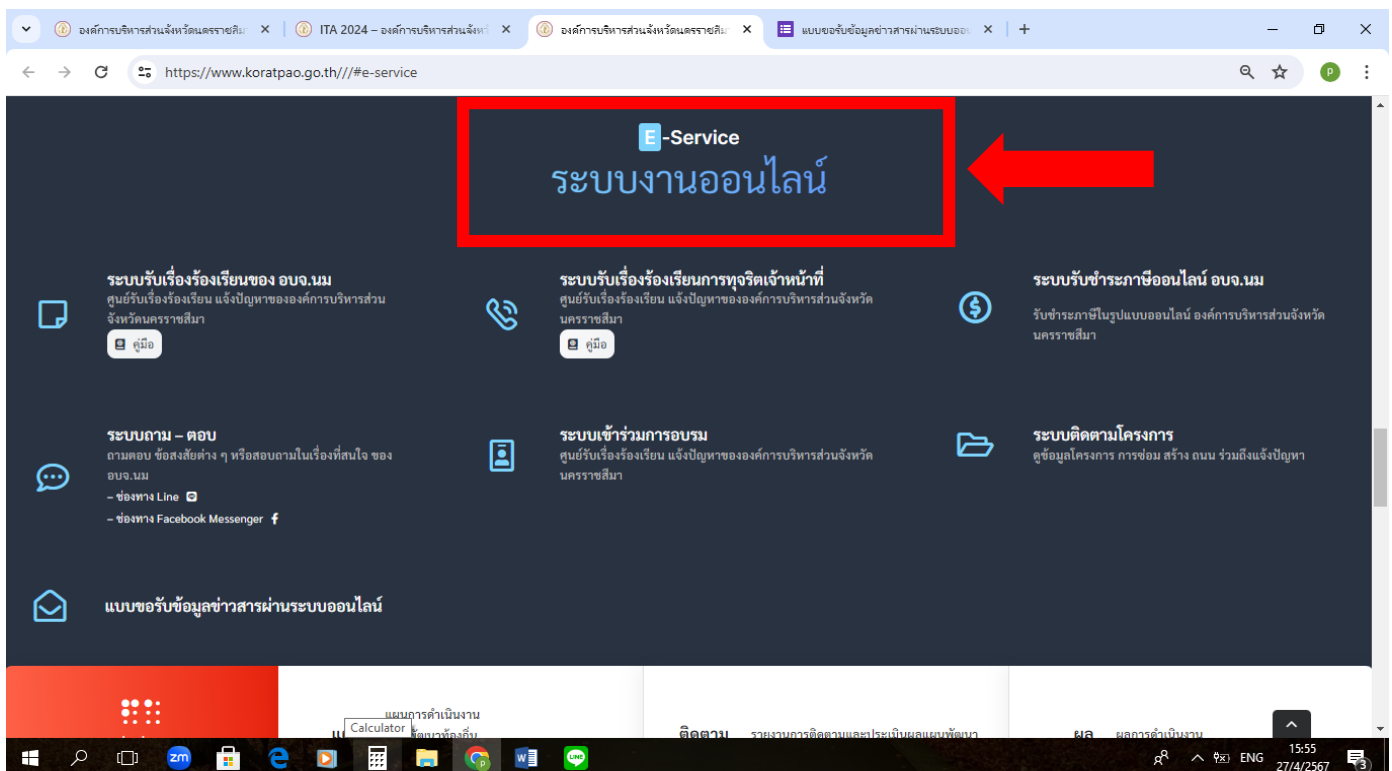 องค์การบริหารส่วนจังหวัดนครราชสีมา
ITA 2024 – องค์การบริหารส่วนจังหว
องค์การบริหารส่วนจังหวัดนครราชสีมา
แบบขอรับข้อมูลข่าวสารผ่านระบบออน
https://www.koratpao.go.th///#e-service
P
E-Service
ระบบงานออนไลน์
ระบบรับเรื่องร้องเรียนของ อบจ.นม
ศูนย์รับเรื่องร้องเรียน แจ้งปัญหาขององค์การบริหารส่วน
จังหวัดนครราชสีมา
คู่มือ
ระบบรับเรื่องร้องเรียนการทุจริตเจ้าหน้าที่
ศูนย์รับเรื่องร้องเรียน แจ้งปัญหาขององค์การบริหารส่วนจังหวัด
นครราชสีมา
คู่มือ
ระบบรับชำระภาษีออนไลน์ อบจ.นม
รับชำระภาษีในรูปแบบออนไลน์ องค์การบริหารส่วนจังหวัด
นครราชสีมา
ระบบถาม – ตอบ
ถามตอบ ข้อสงสัยต่าง ๆ หรือสอบถามในเรื่องที่สนใจ ของ
อบจ.นม
– ช่องทาง Line
– ช่องทาง Facebook Messenger
ระบบเข้าร่วมการอบรม
ศูนย์รับเรื่องร้องเรียน แจ้งปัญหาขององค์การบริหารส่วนจังหวัด
นครราชสีมา
ระบบติดตามโครงการ
ดูข้อมูลโครงการ การซ่อม สร้าง ถนน ร่วมถึงแจ้งปัญหา
แบบขอรับข้อมูลข่าวสารผ่านระบบออนไลน์
แผนการดำเนินงาน
Calculator
ติดตาม รายงานการติดตามและประเมินผลแผนพัฒนา
ผล ผลการดำเนินงาน
zm
LINE
ENG
15:55
27/4/2567
3